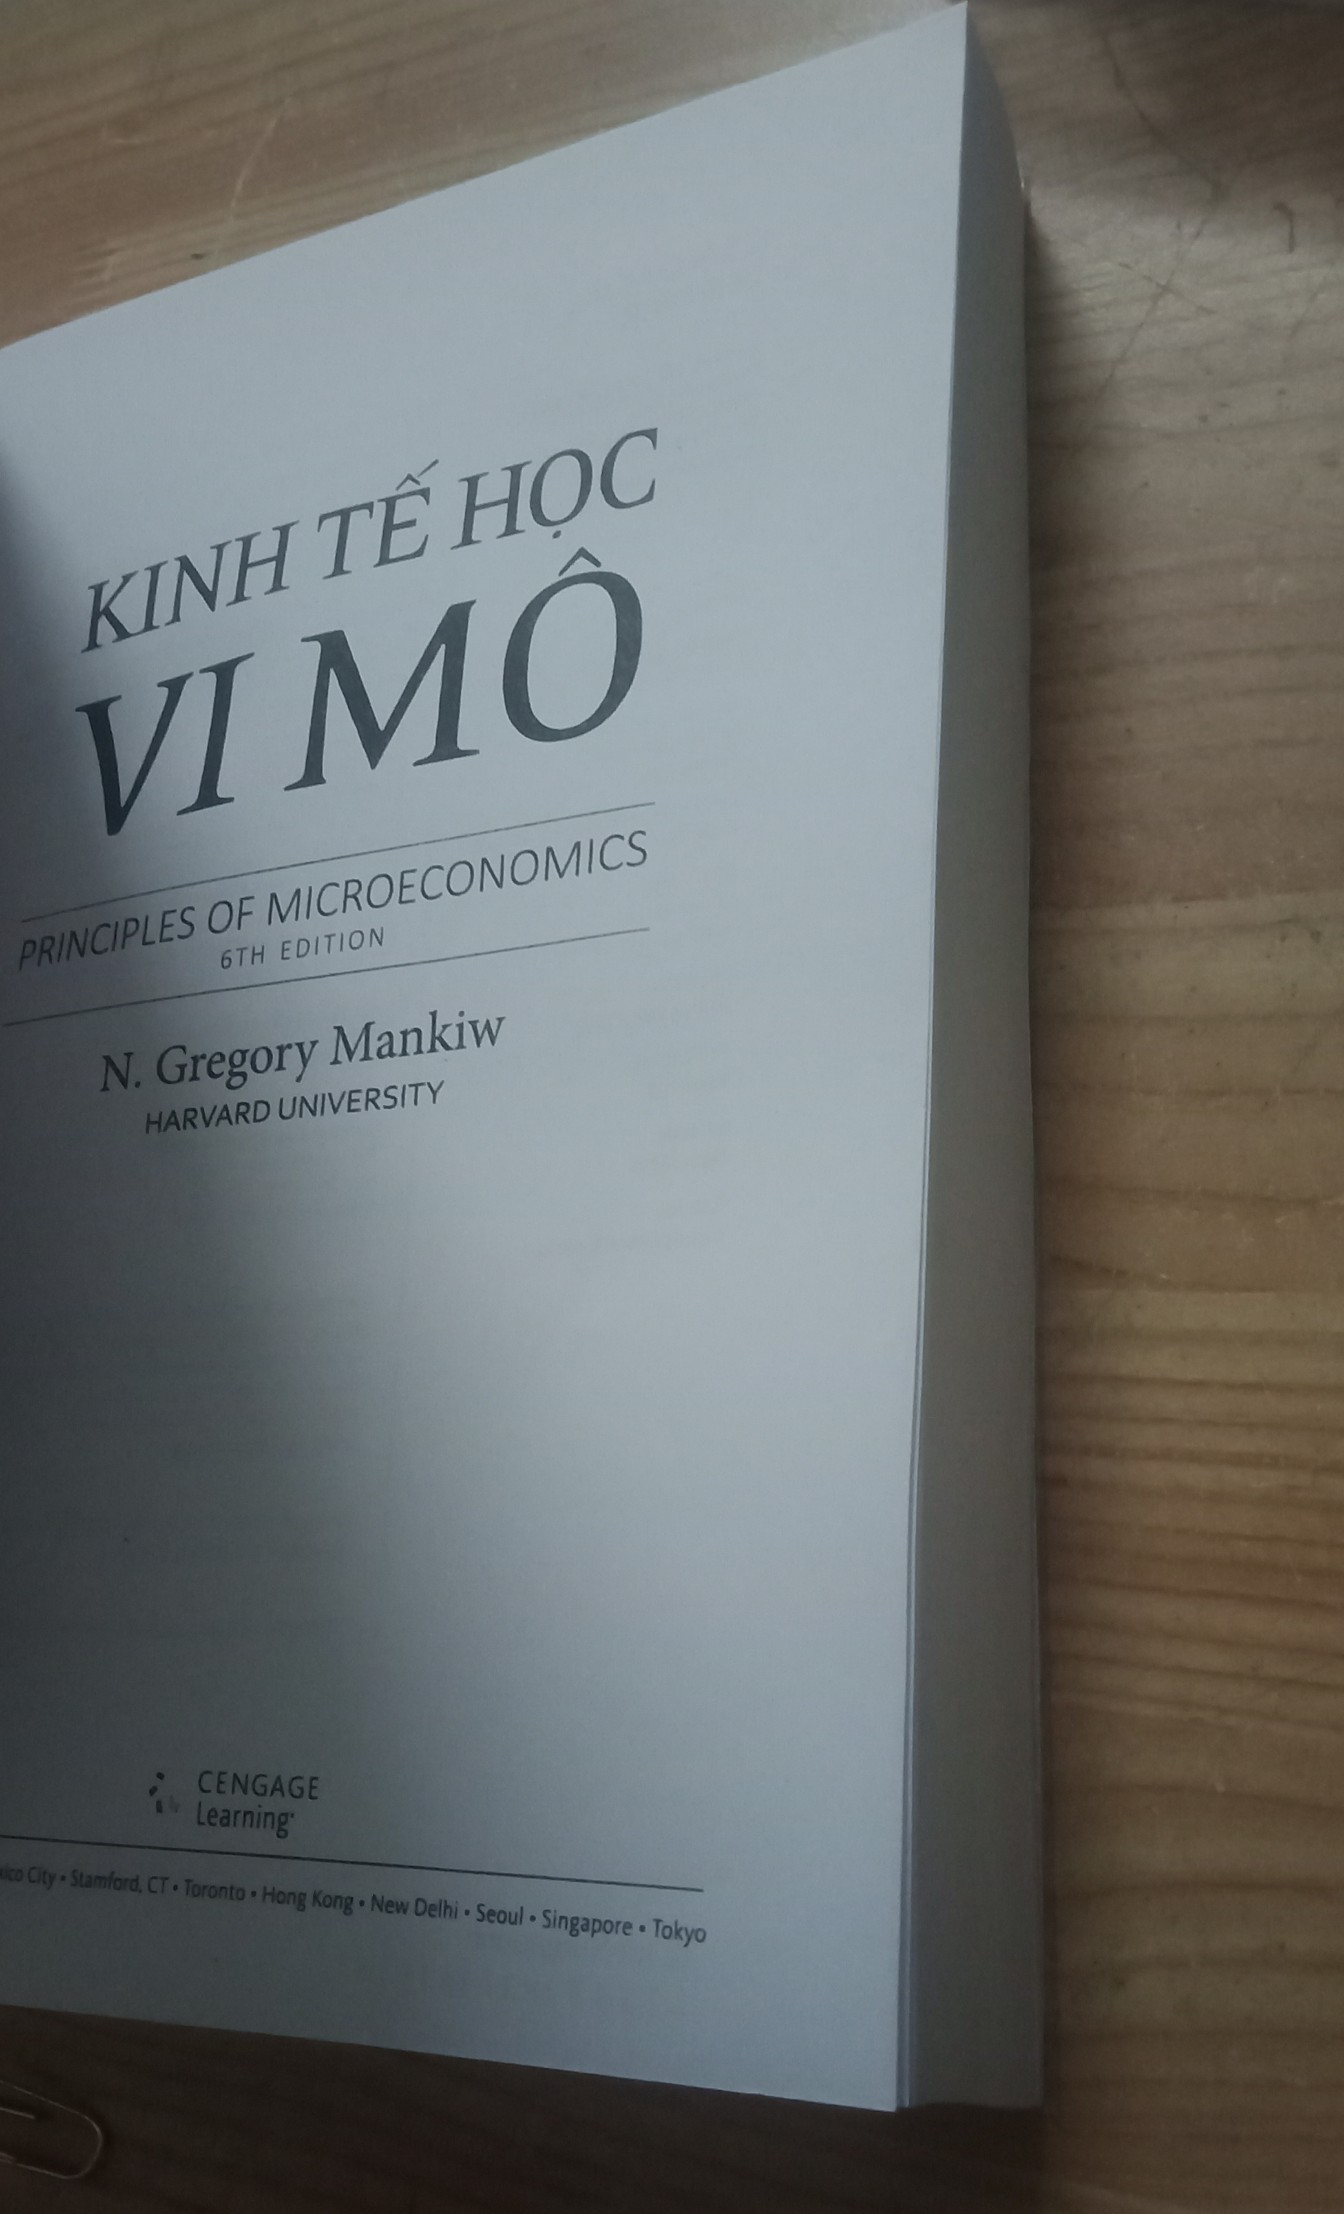 KINH TẾ HỌC
VI MÔ
PRINCIPLES OF MICROECONOMICS
6TH EDITION
N. Gregory Mankiw
HARVARD UNIVERSITY
CENGAGE
Learning·
City • Stamford, CT • Toronto • Hong Kong • New Delhi • Seoul • Singapore • Tokyo